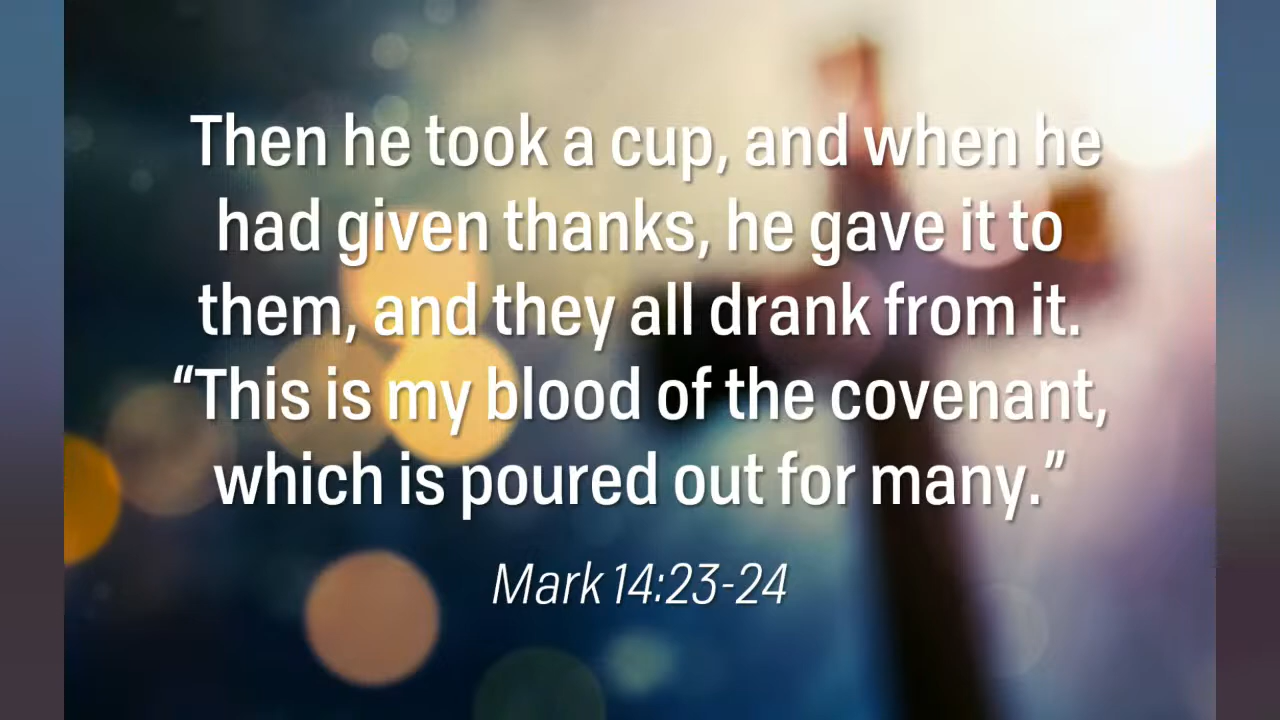 Then he took a cup, and when he
had given thanks, he gave it to
them, and they all drank from it.
“This is my blood of the covenant,
which is poured out for many.”
Mark 14:23-24